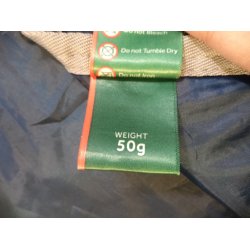 Do not Bleach
Do not Tumble Dry
Do not Iron
WEIGHT
50g